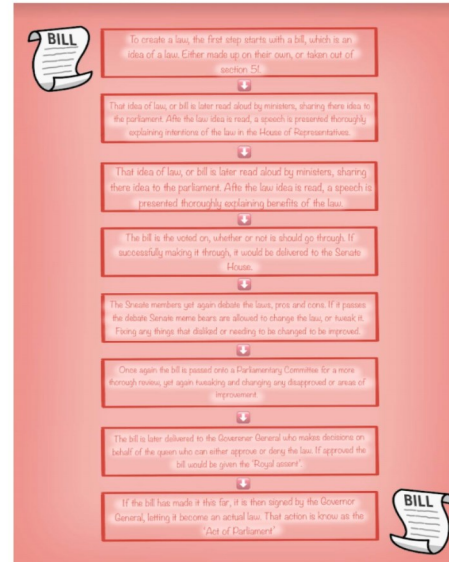 BILL
To create a law, the first step starts with a bill, which is an
idea of a law. Either made up on their own, or taken out of
section 51.
That idea of law, or bill is later read aloud by ministers, sharing there idea to
the parliament. Afte the law idea is read, a speech is presented thoroughly
explaining intentions of the law in the House of Representatives.
That idea of law, or bill is later read aloud by ministers, sharing
there idea to the parliament. Afte the law idea is read, a speech is
presented thoroughly explaining benefits of the law.
The bill is the voted on, whether or not is should go through. If
successfully making it through, it would be delivered to the Senate
House.
The Sneate members yet again debate the laws, pros and cons. If it passes
the debate Senate meme bears are allowed to change the law, or tweak it.
Fixing any things that disliked or needing to be changed to be improved.
Once again the bill is passed onto a Parliamentary Committee for a more
thorough review, yet again tweaking and changing any disapproved or areas of
improvement
The bill is later delivered to the Goverener General who makes decisions on
behalf of the queen who can either approve or deny the law. If approved the
bill would be given the "Royal assent".
If the bill has made it this far, it is then signed by the Governor
General, letting it become an actual law. That action is know as the
"Act of Parliament"
BILL